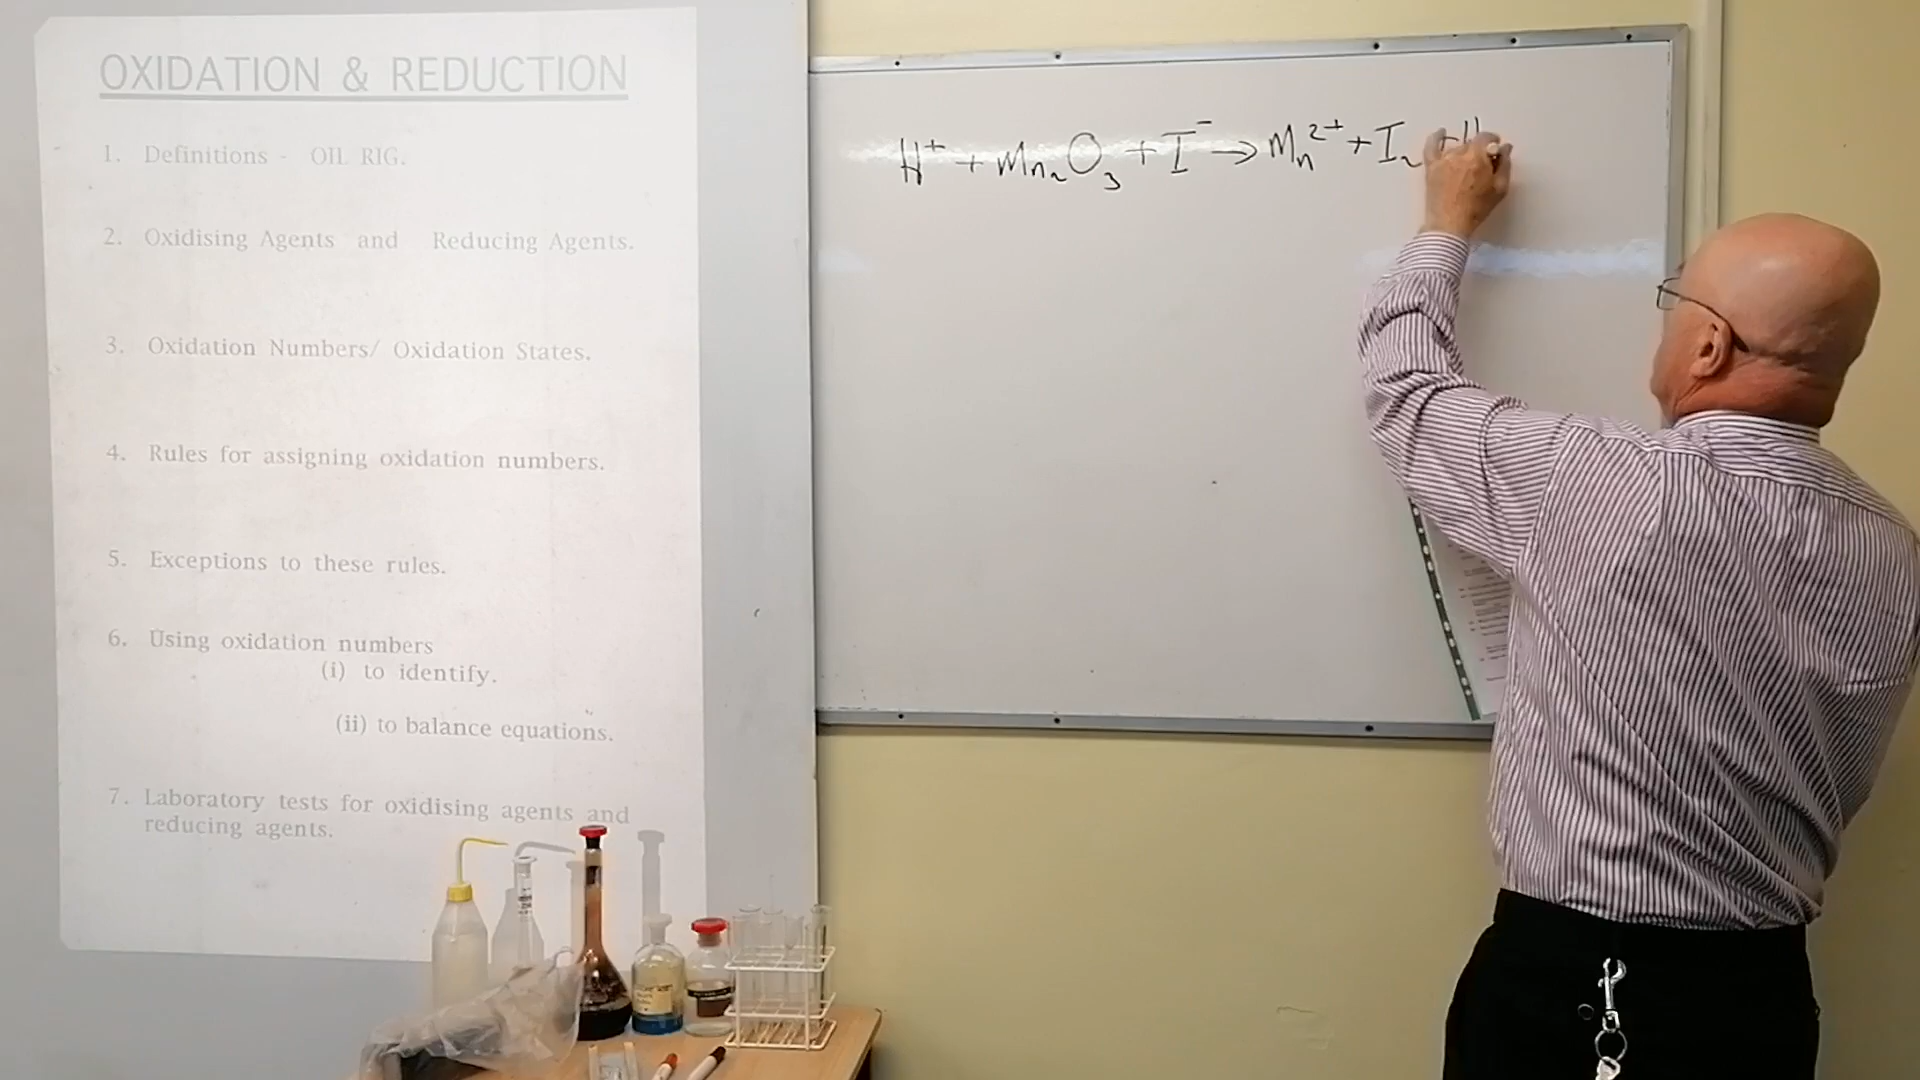 OXIDATION & REDUCTION
1. Definitions - OIL RIG.
2. Oxidising Agents and Reducing Agents.
3. Oxidation Numbers/ Oxidation States.
4. Rules for assigning oxidation numbers.
5. Exceptions to these rules.
6. Using oxidation numbers
(i) to identify.
(ii) to balance equations.
7. Laboratory tests for oxidising agents and
reducing agents.
H⁺ + Mn₂O₃ + I⁻ → Mn²⁺ + I₂ + H